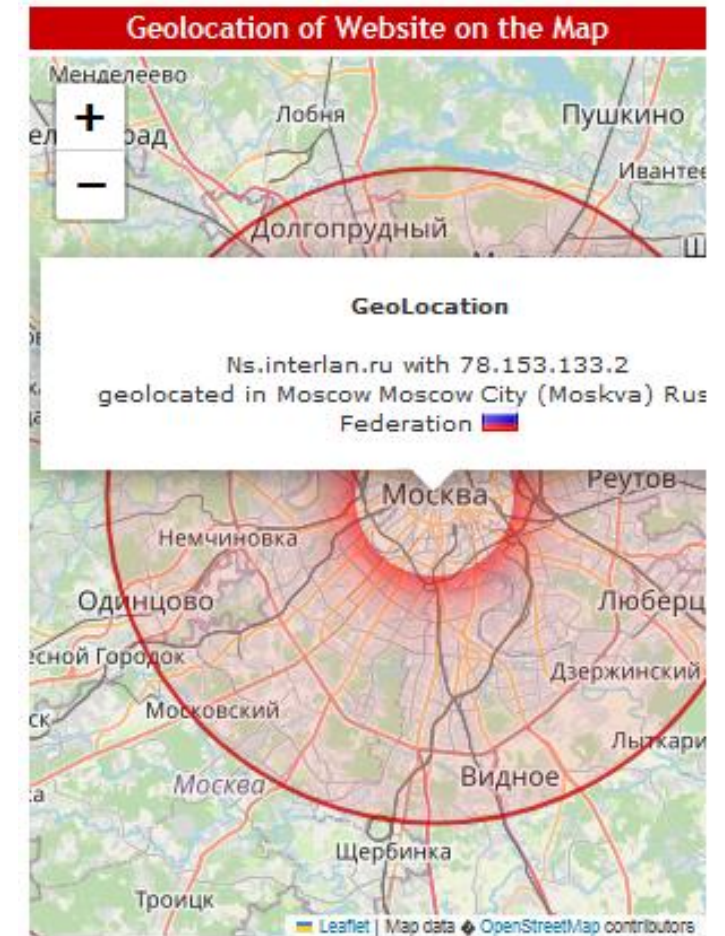 Geolocation of Website on the Map
Менделеево
+
Лобня
Пушкино
−
Ивантее
Долгопрудный
GeoLocation
Ns.interlan.ru with 78.153.133.2
geolocated in Moscow Moscow City (Moskva) Rus
Federation
Реутов
Москва
Немчиновка
Одинцово
Люберц
есной Городок
Дзержинский
Московский
Лыткари
Москва
Видное
Щербинка
Троицк
Leaflet | Map data � OpenStreetMap contributors